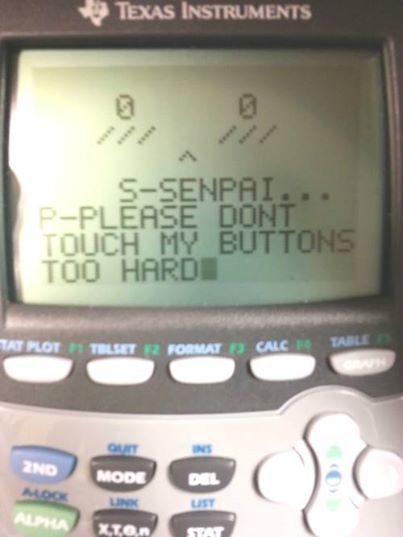 TEXAS INSTRUMENTS
0 0
/// ///
^
S-SENPAI...
P-PLEASE DONT
TOUCH MY BUTTONS
TOO HARD
STAT PLOT F1 TBLSET F2 FORMAT F3 CALC F4 TABLE F5
GRAPH
QUIT INS
2ND MODE DEL
A-LOCK LINK LIST
ALPHA X,T,Θ,n STAT